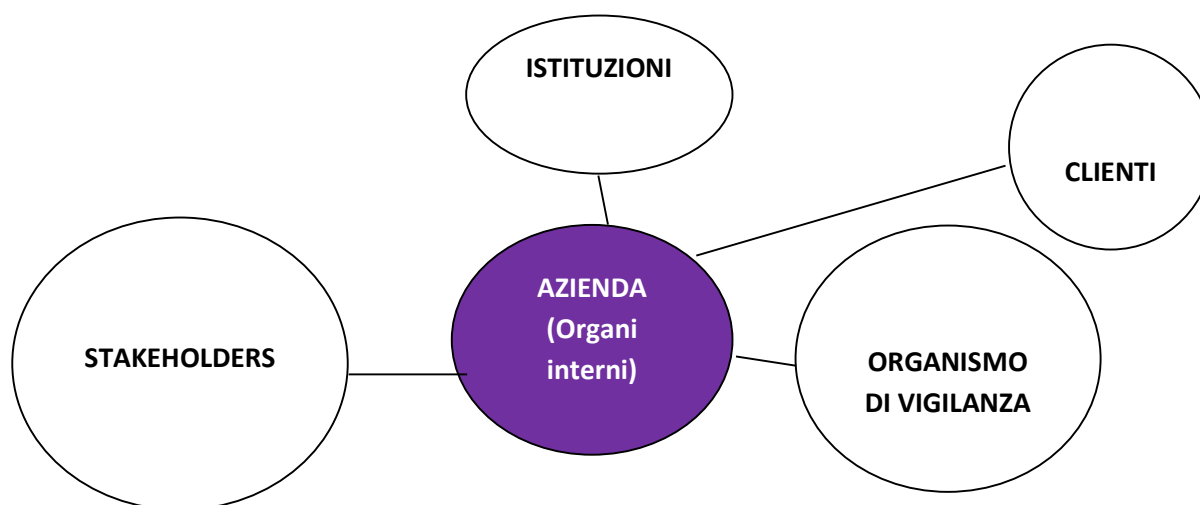 ISTITUZIONI
CLIENTI
AZIENDA
(Organi
interni)
STAKEHOLDERS
ORGANISMO
DI VIGILANZA